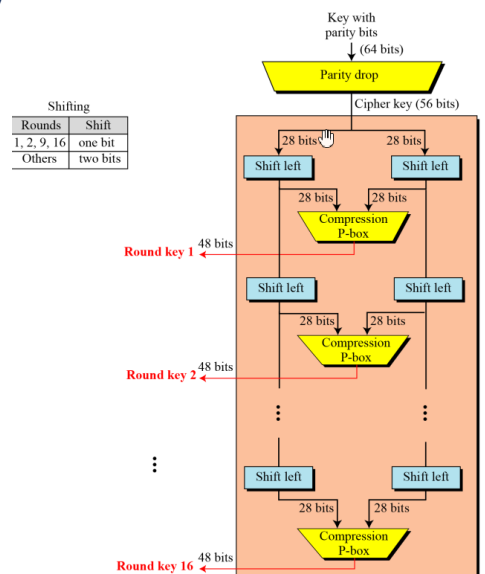 Key with
parity bits
(64 bits)
Parity drop
Shifting
Rounds Shift
1, 2, 9, 16 one bit
Others two bits
Cipher key (56 bits)
28 bits 28 bits
Shift left Shift left
28 bits 28 bits
Compression
P-box
48 bits
Round key 1
Shift left Shift left
28 bits 28 bits
Compression
P-box
48 bits
Round key 2
Shift left Shift left
28 bits 28 bits
Compression
P-box
48 bits
Round key 16